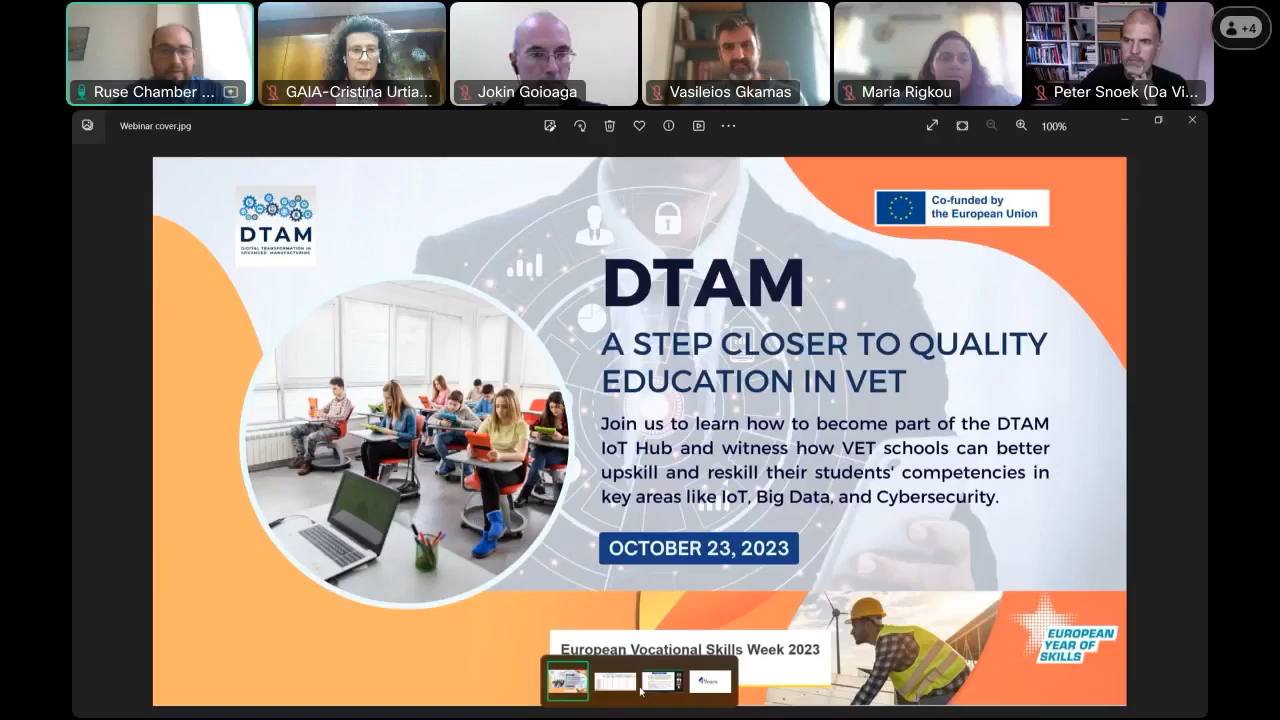 Ruse Chamber ...
GAIA-Cristina Urtia...
Jokin Goioaga
Vasileios Gkamas
Maria Rigkou
Peter Snoek (Da Vi...
+4
Webinar cover.jpg
100%
DTAM
DIGITAL TRANSFORMATION IN
ADVANCED MANUFACTURING
Co-funded by
the European Union
DTAM
A STEP CLOSER TO QUALITY
EDUCATION IN VET
Join us to learn how to become part of the DTAM
IoT Hub and witness how VET schools can better
upskill and reskill their students' competencies in
key areas like IoT, Big Data, and Cybersecurity.
OCTOBER 23, 2023
European Vocational Skills Week 2023
EUROPEAN
YEAR OF
SKILLS